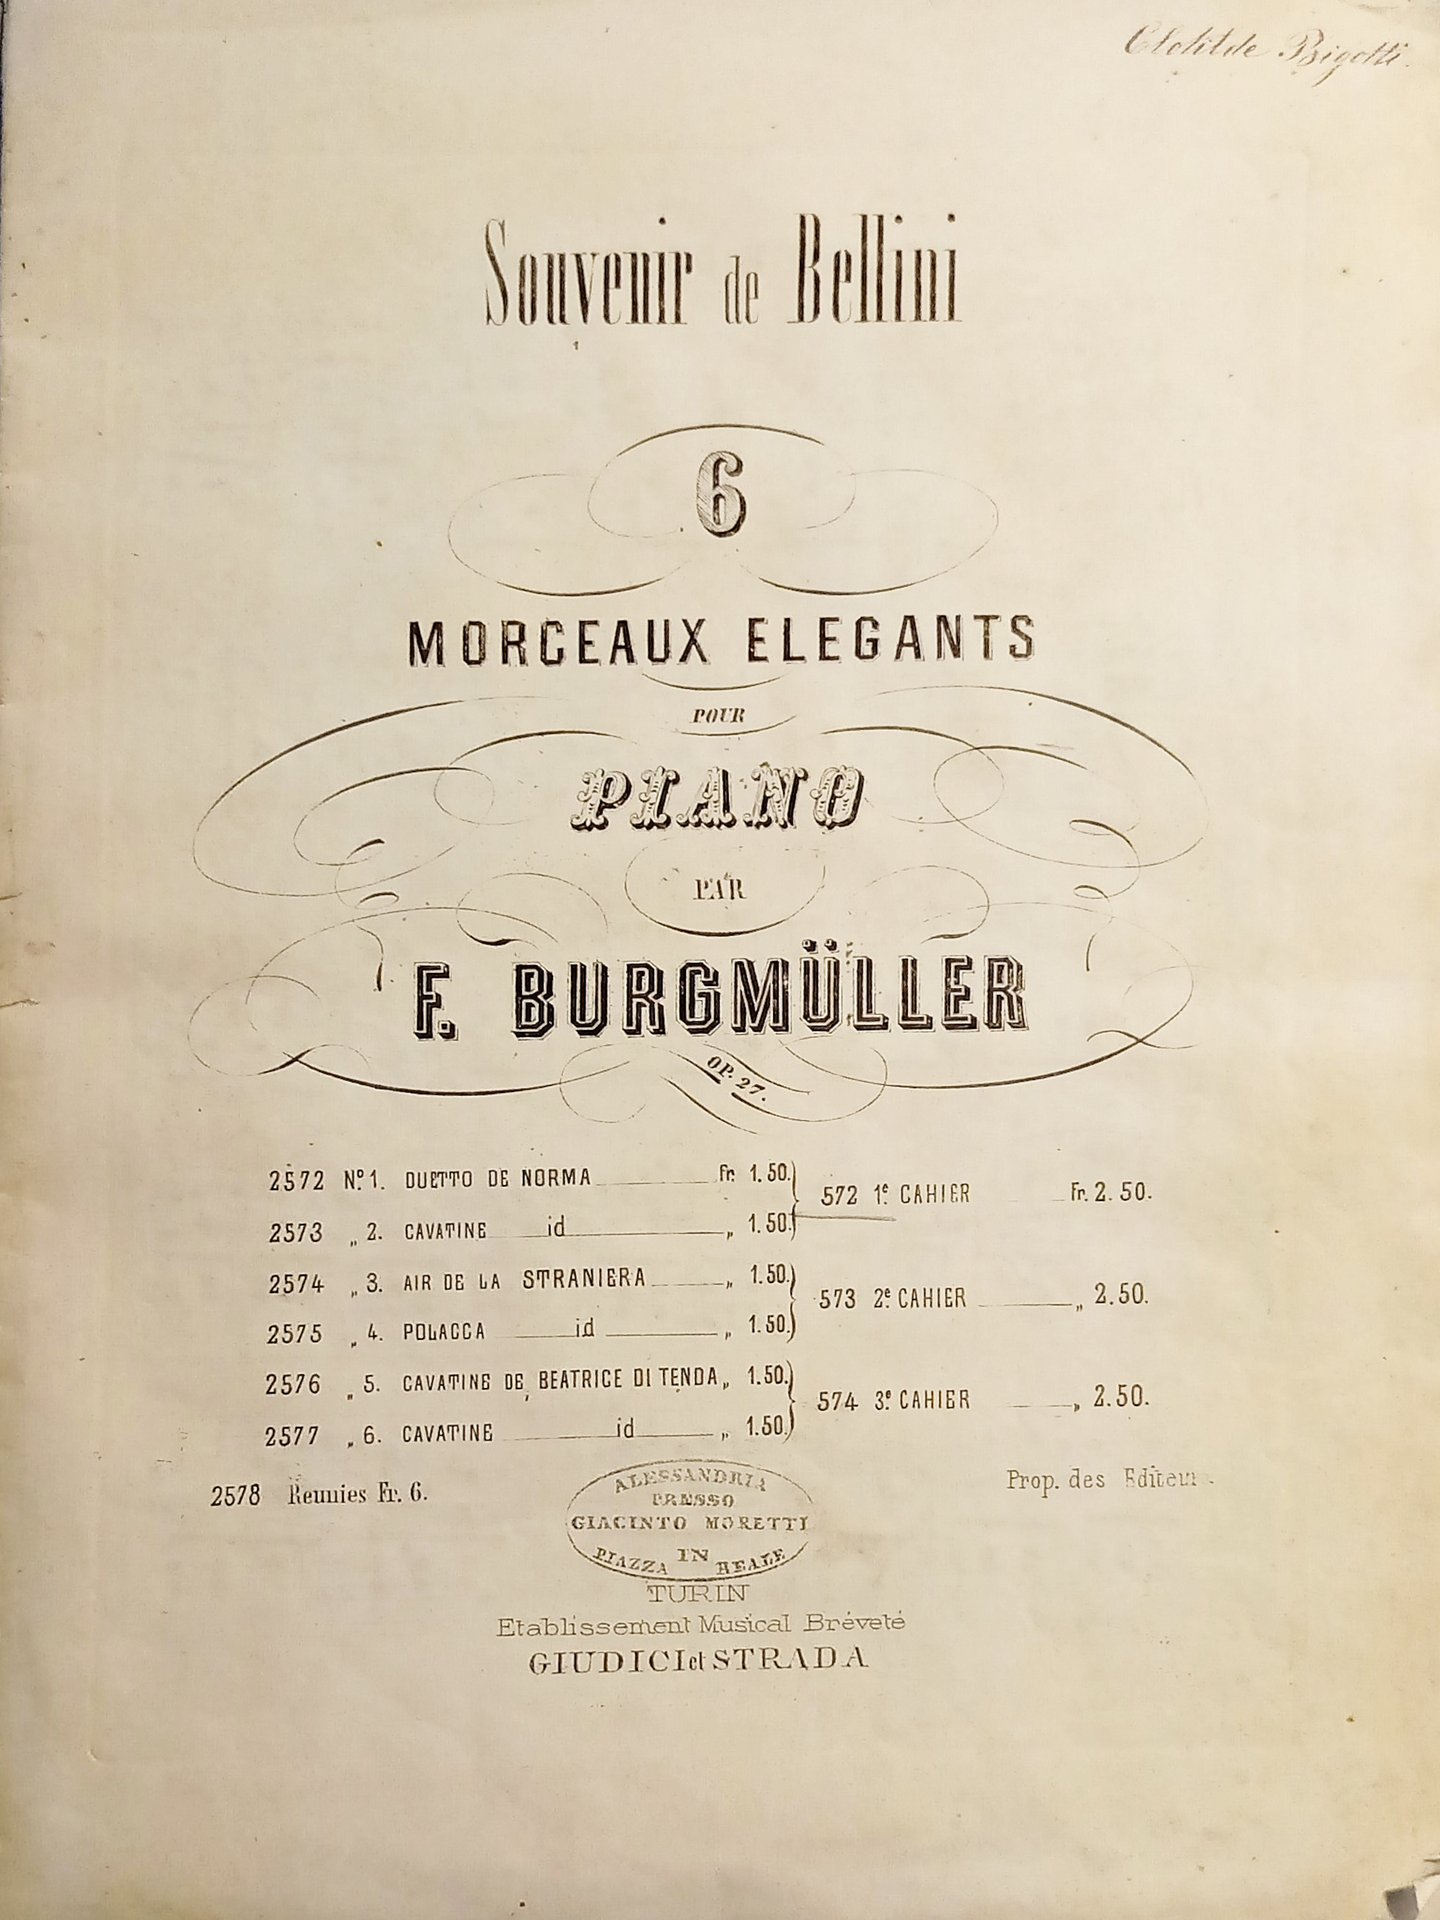 Clotilde Bigotti.
Souvenir de Bellini
6
MORCEAUX ELEGANTS
POUR
PIANO
PAR
F. BURGMÜLLER
OP. 27.
2572 Nº 1. DUETTO DE NORMA Fr. 1.50.
2573 „ 2. CAVATINE id „ 1.50.
572 1e. CAHIER Fr. 2.50.
2574 „ 3. AIR DE LA STRANIERA „ 1.50.
2575 „ 4. POLACCA id „ 1.50.
573 2e. CAHIER „ 2.50.
2576 „ 5. CAVATINE DE BEATRICE DI TENDA „ 1.50.
2577 „ 6. CAVATINE id „ 1.50.
574 3e. CAHIER „ 2.50.
2578 Reunies Fr. 6.
Prop. des Editeurs.
ALESSANDRIA
PRESSO
GIACINTO MORETTI
IN
PIAZZA REALE
TURIN
Etablissement Musical Bréveté
GIUDICI et STRADA